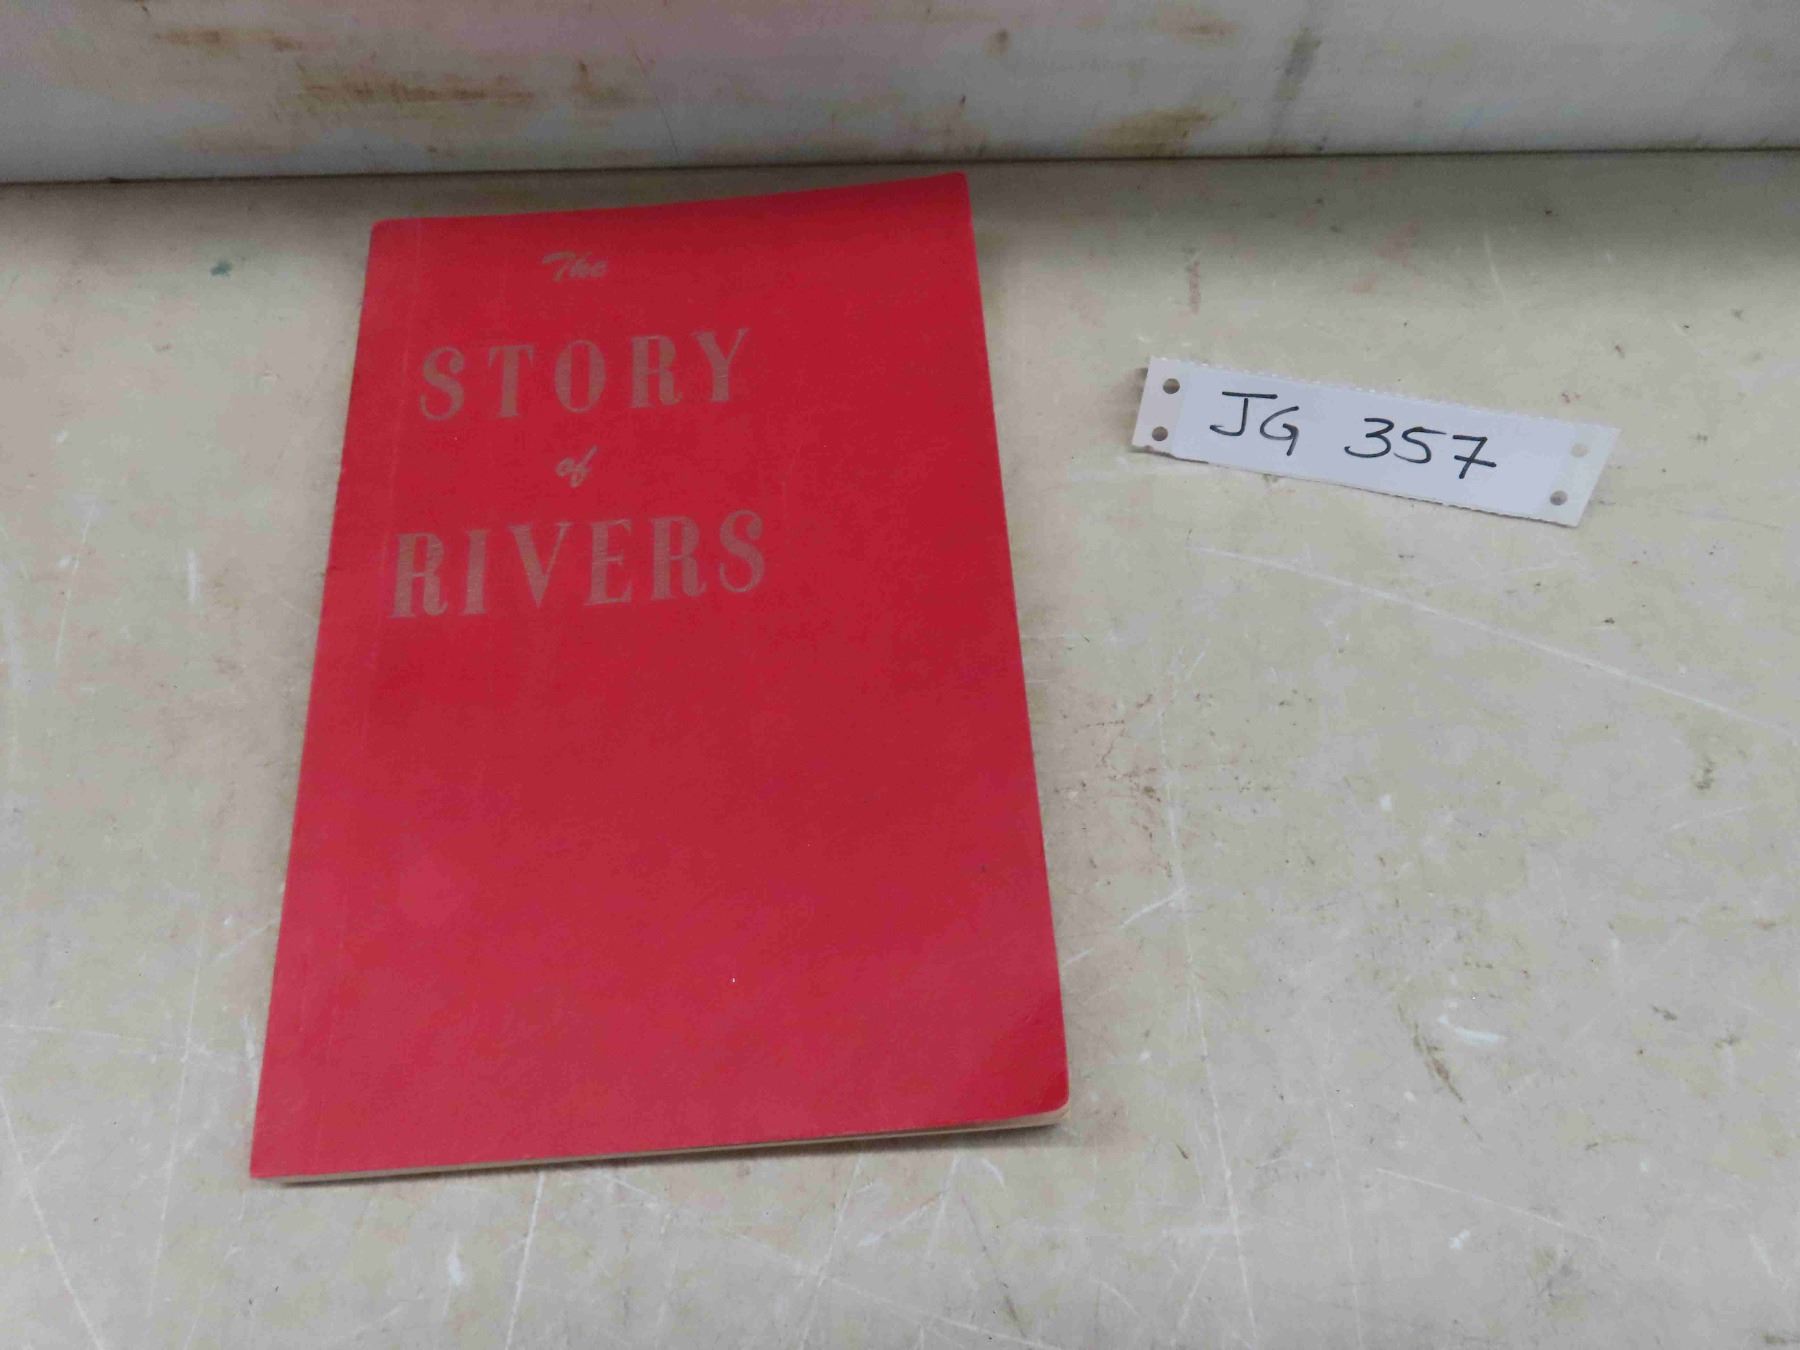 The
STORY
of
RIVERS
JG 357